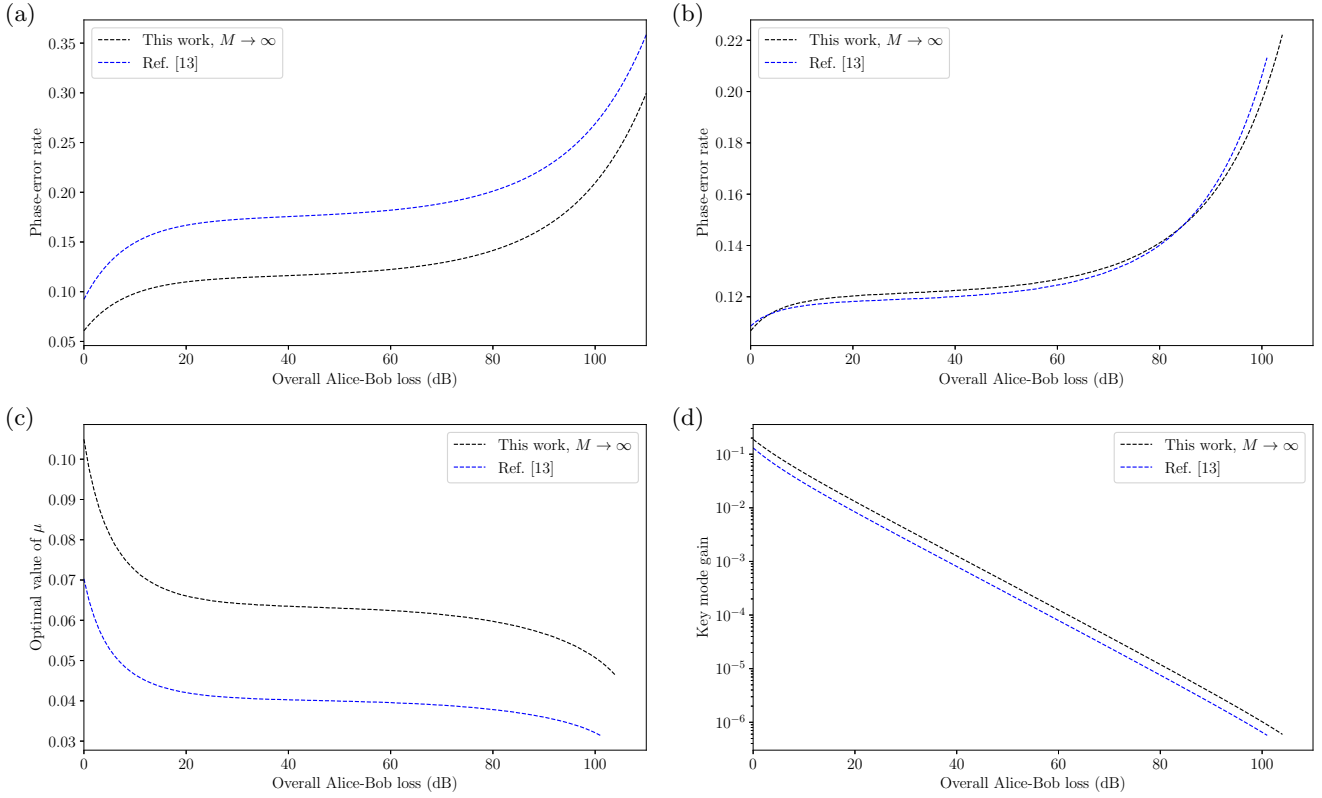 (a)
This work, M → ∞
Ref. [13]
Phase-error rate
0.35
0.30
0.25
0.20
0.15
0.10
0.05
0 20 40 60 80 100
Overall Alice-Bob loss (dB)
(b)
This work, M → ∞
Ref. [13]
Phase-error rate
0.22
0.20
0.18
0.16
0.14
0.12
0 20 40 60 80 100
Overall Alice-Bob loss (dB)
(c)
This work, M → ∞
Ref. [13]
Optimal value of μ
0.10
0.09
0.08
0.07
0.06
0.05
0.04
0.03
0 20 40 60 80 100
Overall Alice-Bob loss (dB)
(d)
This work, M → ∞
Ref. [13]
Key mode gain
10⁻¹
10⁻²
10⁻³
10⁻⁴
10⁻⁵
10⁻⁶
0 20 40 60 80 100
Overall Alice-Bob loss (dB)